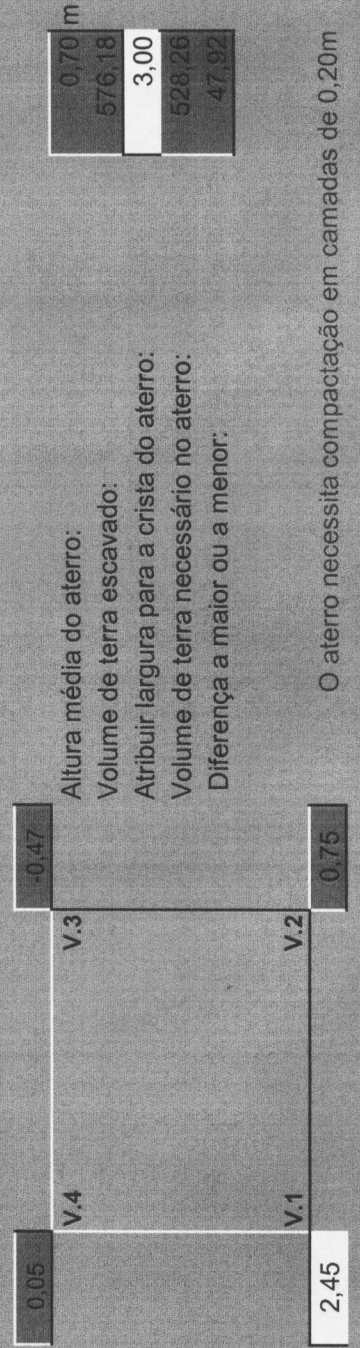 0,05
-0,47
V.4
V.3
V.1
V.2
2,45
0,75
Altura média do aterro: 0,70 m
Volume de terra escavado: 576,18
Atribuir largura para a crista do aterro: 3,00
Volume de terra necessário no aterro: 528,26
Diferença a maior ou a menor: 47,92
O aterro necessita compactação em camadas de 0,20m